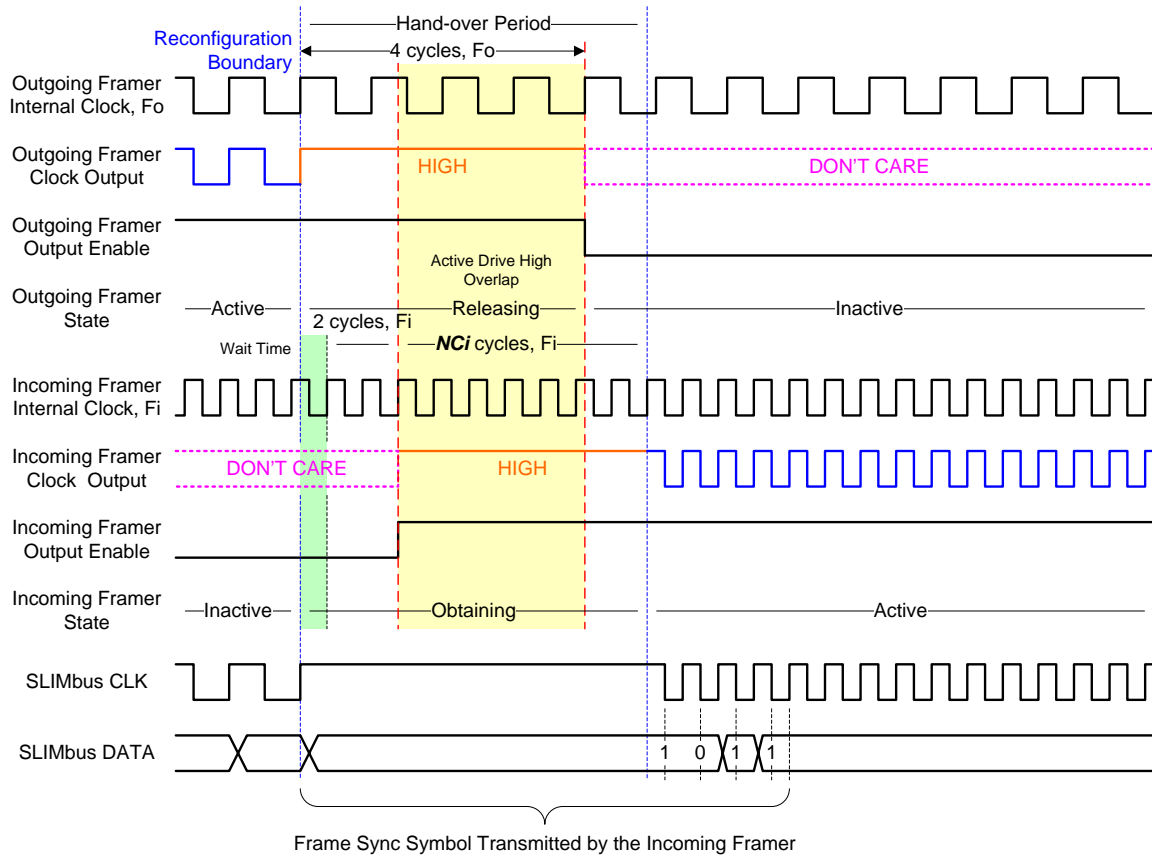 Hand-over Period
Reconfiguration
Boundary
4 cycles, Fo
Outgoing Framer
Internal Clock, Fo
Outgoing Framer
Clock Output
HIGH
DON'T CARE
Outgoing Framer
Output Enable
Active Drive High
Overlap
Outgoing Framer
State
Active
Releasing
Inactive
2 cycles, Fi
Wait Time
NCi cycles, Fi
Incoming Framer
Internal Clock, Fi
Incoming Framer
Clock Output
DON'T CARE
HIGH
Incoming Framer
Output Enable
Incoming Framer
State
Inactive
Obtaining
Active
SLIMbus CLK
SLIMbus DATA
1 0 1 1
Frame Sync Symbol Transmitted by the Incoming Framer